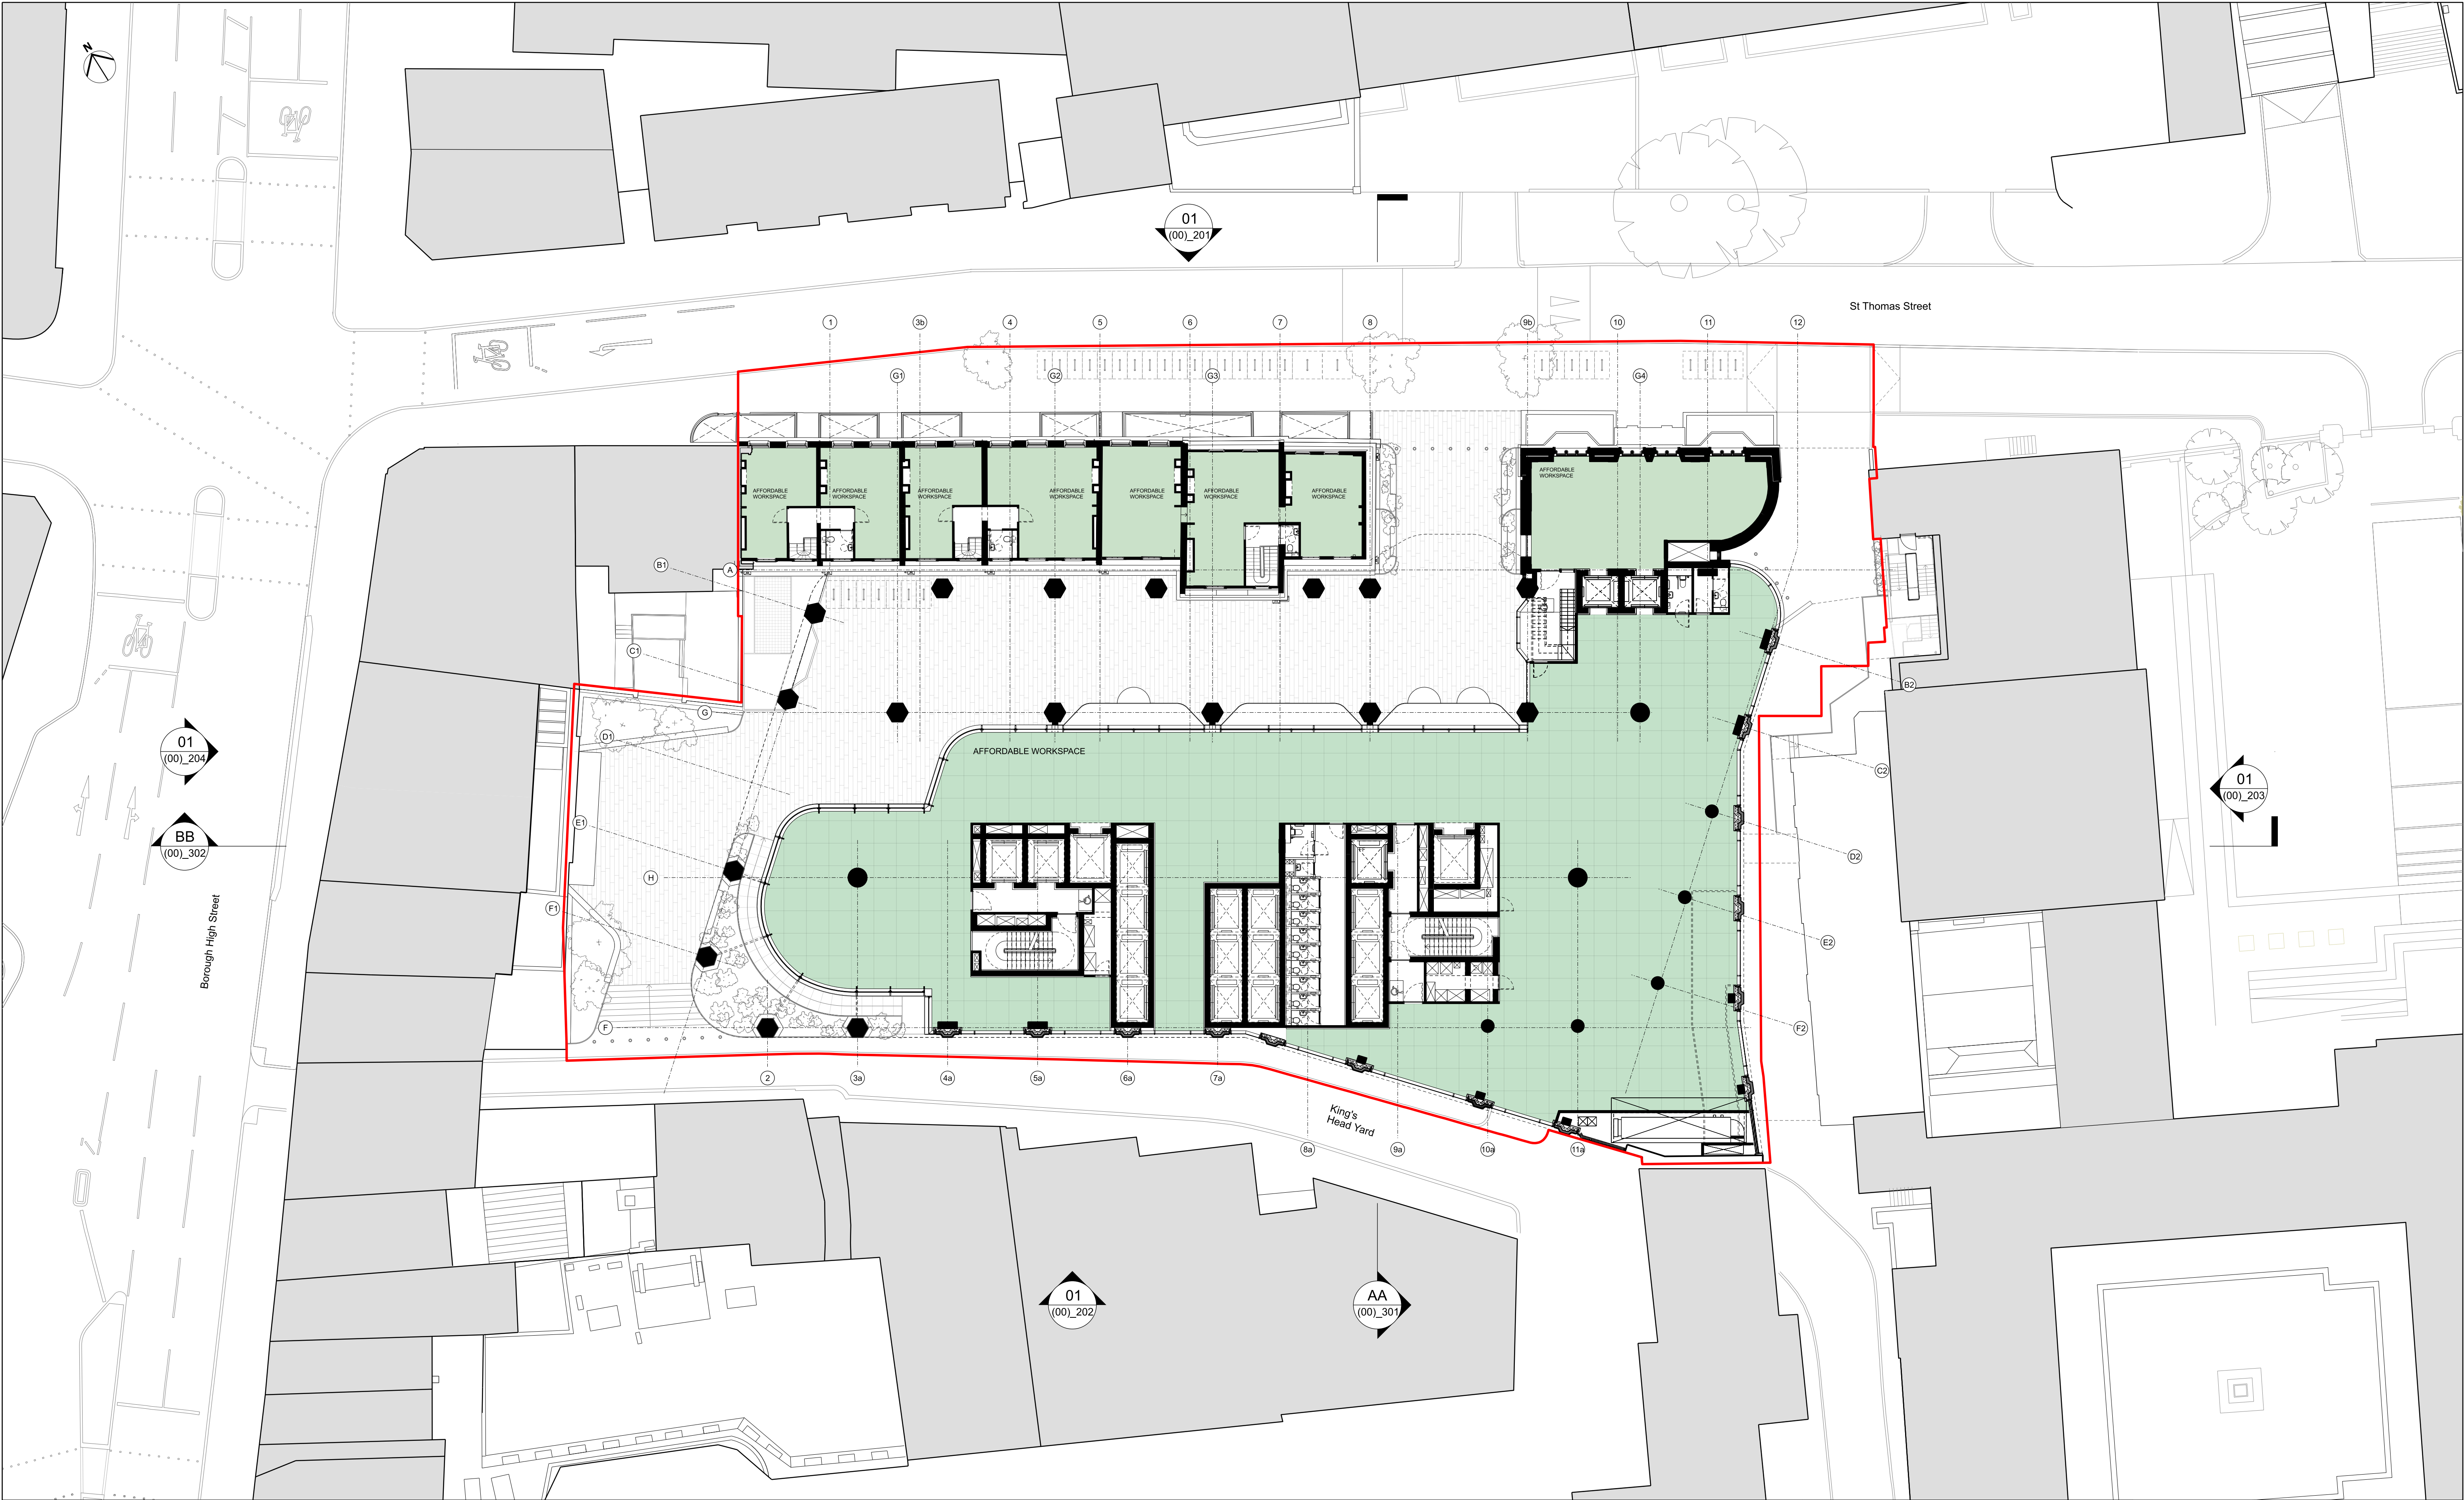 N
01
(00)_201
St Thomas Street
1
3b
4
5
6
7
8
9b
10
11
12
G1
G2
G3
G4
AFFORDABLE
WORKSPACE
AFFORDABLE
WORKSPACE
AFFORDABLE
WORKSPACE
AFFORDABLE
WORKSPACE
AFFORDABLE
WORKSPACE
AFFORDABLE
WORKSPACE
AFFORDABLE
WORKSPACE
AFFORDABLE
WORKSPACE
B1
A
C1
B2
G
D1
01
(00)_204
AFFORDABLE WORKSPACE
C2
01
(00)_203
E1
BB
(00)_302
D2
H
F1
E2
Borough High Street
F
F2
2
3a
4a
5a
6a
7a
King's
Head Yard
8a
9a
10a
11a
01
(00)_202
AA
(00)_301